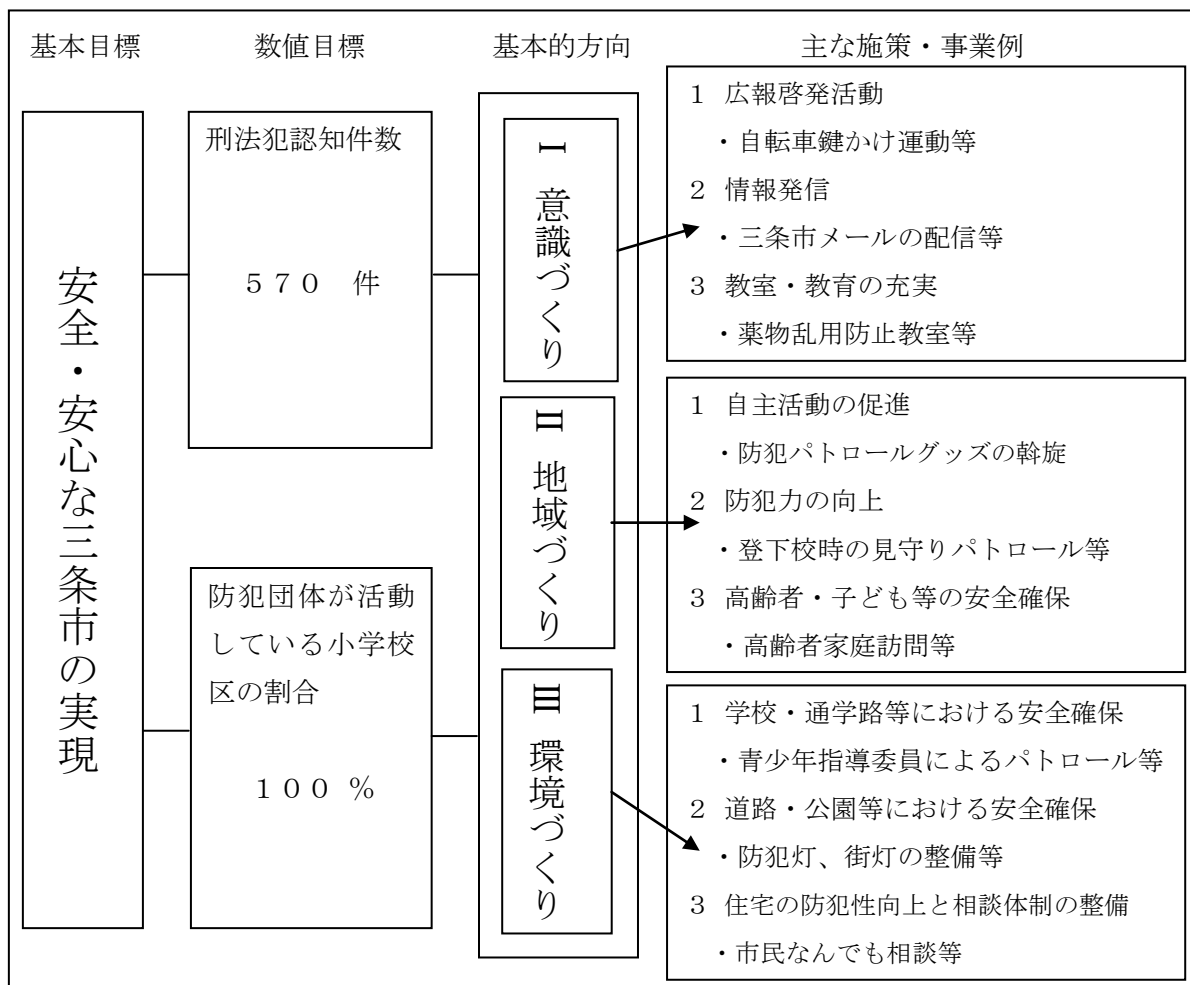 基本目標
数値目標
基本的方向
主な施策・事業例
安全・安心な三条市の実現
刑法犯認知件数
５７０　件
防犯団体が活動
している小学校
区の割合
１００ %
Ⅰ 意識づくり
１ 広報啓発活動
・自転車鍵かけ運動等
２ 情報発信
・三条市メールの配信等
３ 教室・教育の充実
・薬物乱用防止教室等
Ⅱ 地域づくり
１ 自主活動の促進
・防犯パトロールグッズの斡旋
２ 防犯力の向上
・登下校時の見守りパトロール等
３ 高齢者・子ども等の安全確保
・高齢者家庭訪問等
Ⅲ 環境づくり
１ 学校・通学路等における安全確保
・青少年指導委員によるパトロール等
２ 道路・公園等における安全確保
・防犯灯、街灯の整備等
３ 住宅の防犯性向上と相談体制の整備
・市民なんでも相談等